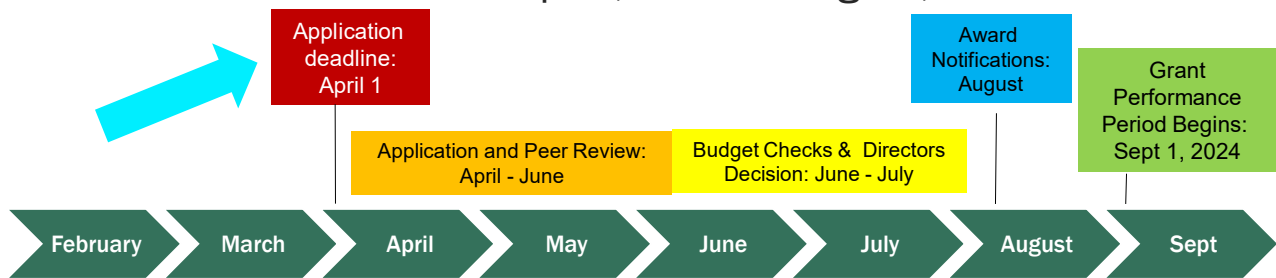 Application
deadline:
April 1
Award
Notifications:
August
Grant
Performance
Period Begins:
Sept 1, 2024
Application and Peer Review:
April - June
Budget Checks & Directors
Decision: June - July
February
March
April
May
June
July
August
Sept